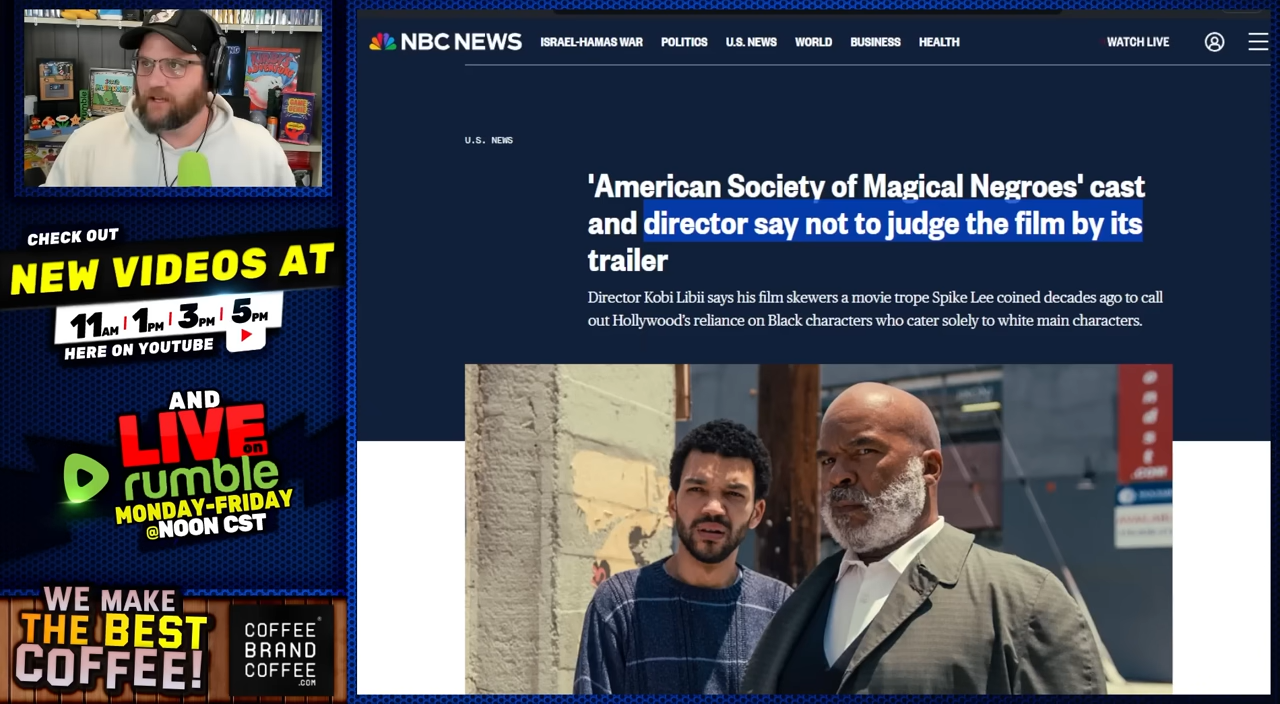 CHECK OUT
NEW VIDEOS AT
11AM | 1PM | 3PM | 5PM
HERE ON YOUTUBE
AND
LIVE on
rumble
MONDAY-FRIDAY
@NOON CST
WE MAKE
THE BEST
COFFEE!
COFFEE
BRAND
COFFEE
.COM
NBC NEWS ISRAEL-HAMAS WAR POLITICS U.S. NEWS WORLD BUSINESS HEALTH WATCH LIVE
U.S. NEWS
'American Society of Magical Negroes' cast
and director say not to judge the film by its
trailer
Director Kobi Libii says his film skewers a movie trope Spike Lee coined decades ago to call
out Hollywood's reliance on Black characters who cater solely to white main characters.
.COM